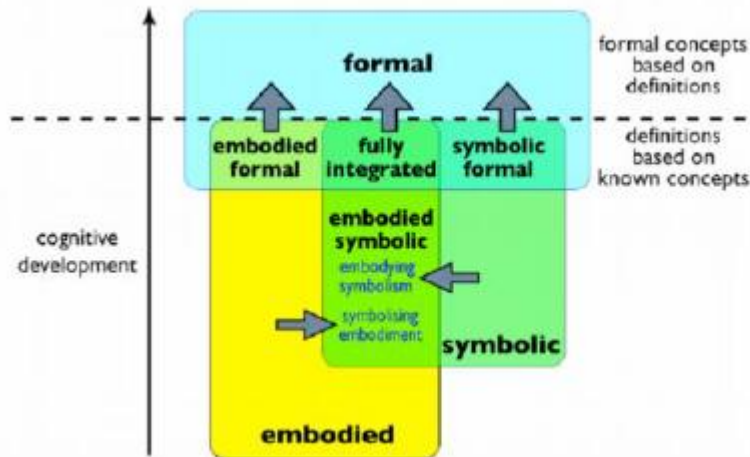 formal
formal concepts
based on
definitions
embodied
formal
fully
integrated
symbolic
formal
definitions
based on
known concepts
cognitive
development
embodied
symbolic
embodying
symbolism
symbolising
embodiment
symbolic
embodied